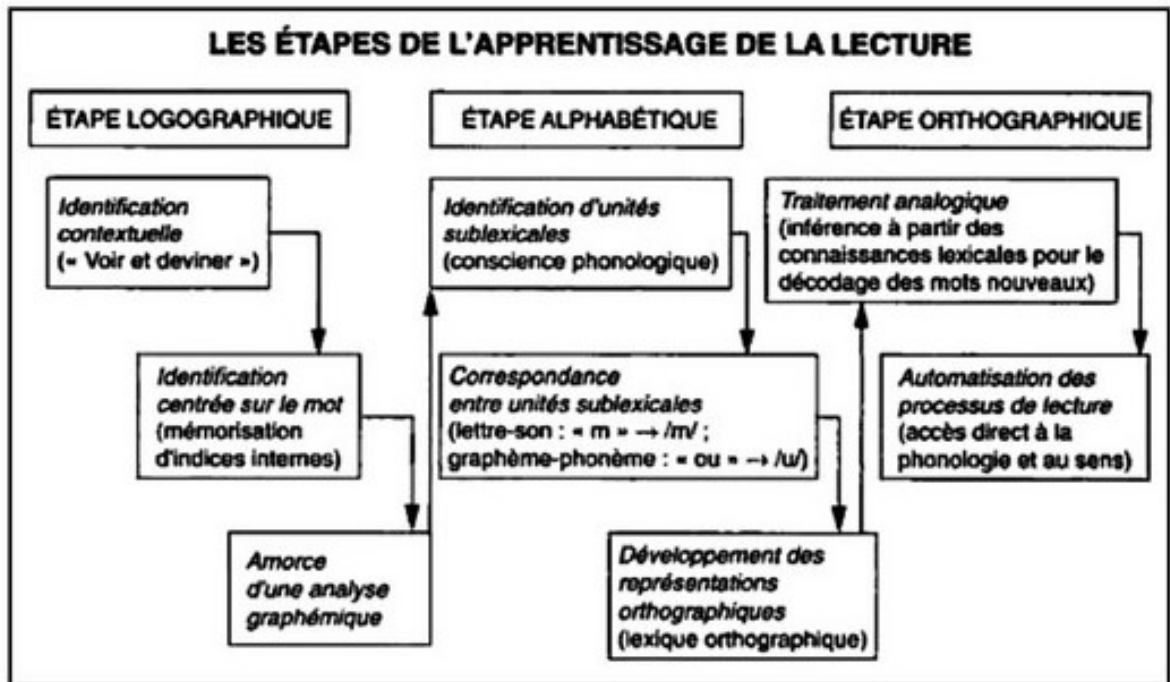 LES ÉTAPES DE L'APPRENTISSAGE DE LA LECTURE
ÉTAPE LOGOGRAPHIQUE
Identification
contextuelle
(« Voir et deviner »)
Identification
centrée sur le mot
(mémorisation
d'indices internes)
Amorce
d'une analyse
graphémique
ÉTAPE ALPHABÉTIQUE
Identification d'unités
sublexicales
(conscience phonologique)
Correspondance
entre unités sublexicales
(lettre-son : « m » → /m/ ;
graphème-phonème : « ou » → /u/)
Développement des
représentations
orthographiques
(lexique orthographique)
ÉTAPE ORTHOGRAPHIQUE
Traitement analogique
(inférence à partir des
connaissances lexicales pour le
décodage des mots nouveaux)
Automatisation des
processus de lecture
(accès direct à la
phonologie et au sens)